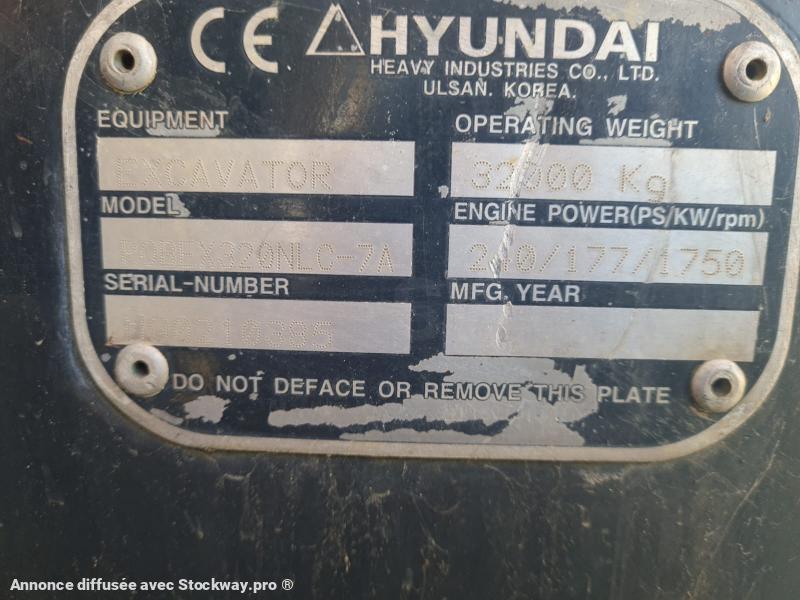 CE HYUNDAI
HEAVY INDUSTRIES CO., LTD.
ULSAN. KOREA.
EQUIPMENT OPERATING WEIGHT
EXCAVATOR 32000 Kg
MODEL ENGINE POWER(PS/KW/rpm)
240/177/1750
SERIAL-NUMBER MFG. YEAR
DO NOT DEFACE OR REMOVE THIS PLATE
Annonce diffusée avec Stockway.pro ®